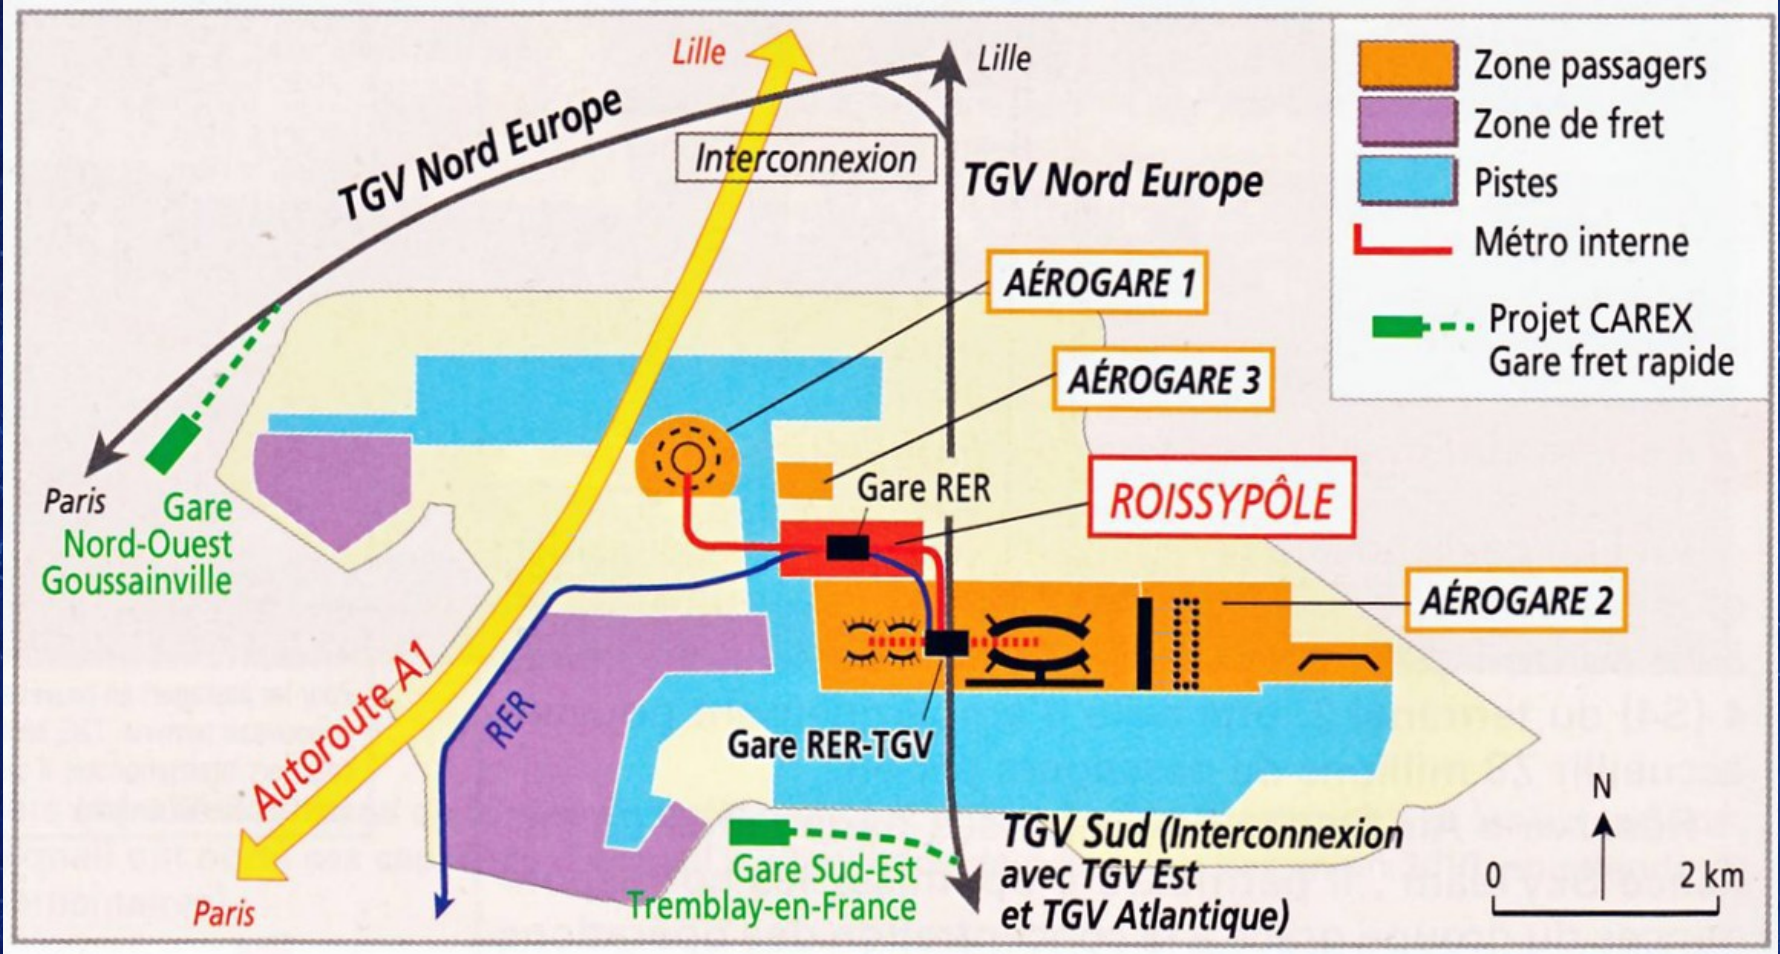 Lille
Lille
TGV Nord Europe
Interconnexion
TGV Nord Europe
Zone passagers
Zone de fret
Pistes
Métro interne
Projet CAREX
Gare fret rapide
AÉROGARE 1
AÉROGARE 3
Gare RER
ROISSYPÔLE
AÉROGARE 2
Paris
Gare
Nord-Ouest
Goussainville
Autoroute A1
RER
Gare RER-TGV
Paris
Gare Sud-Est
Tremblay-en-France
TGV Sud (Interconnexion
avec TGV Est
et TGV Atlantique)
N
0 2 km